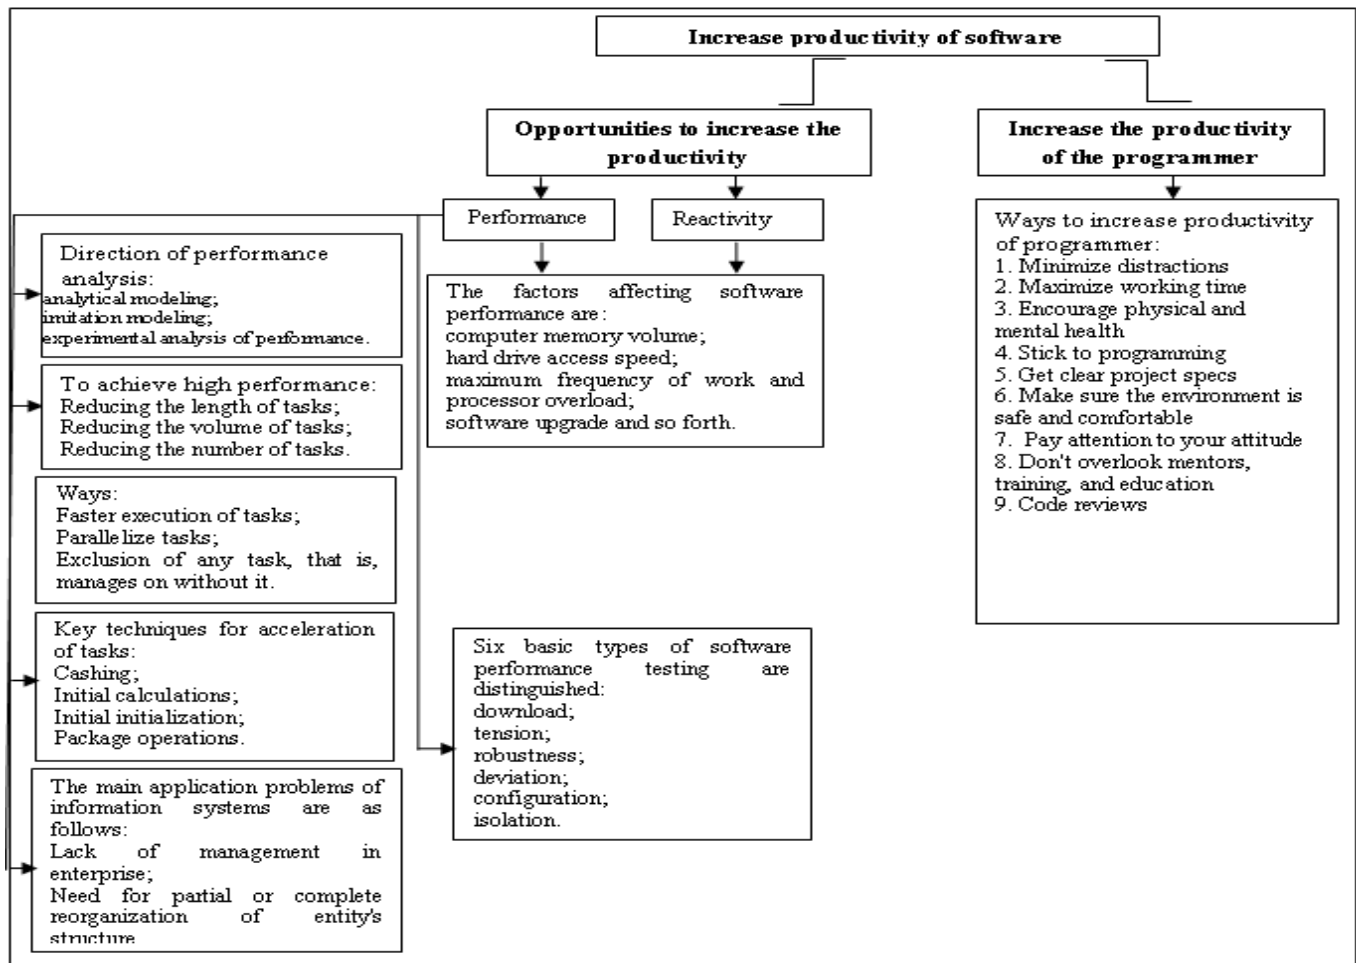 Increase productivity of software
Opportunities to increase the
productivity
Increase the productivity
of the programmer
Performance
Reactivity
Direction of performance
analysis:
analytical modeling;
imitation modeling;
experimental analysis of performance.
To achieve high performance:
Reducing the length of tasks;
Reducing the volume of tasks;
Reducing the number of tasks.
Ways:
Faster execution of tasks;
Parallelize tasks;
Exclusion of any task, that is,
manages on without it.
Key techniques for acceleration
of tasks:
Cashing;
Initial calculations;
Initial initialization;
Package operations.
The main application problems of
information systems are as
follows:
Lack of management in
enterprise;
Need for partial or complete
reorganization of entity's
structure
The factors affecting software
performance are:
computer memory volume;
hard drive access speed;
maximum frequency of work and
processor overload;
software upgrade and so forth.
Six basic types of software
performance testing are
distinguished:
download;
tension;
robustness;
deviation;
configuration;
isolation.
Ways to increase productivity
of programmer:
1. Minimize distractions
2. Maximize working time
3. Encourage physical and
mental health
4. Stick to programming
5. Get clear project specs
6. Make sure the environment is
safe and comfortable
7. Pay attention to your attitude
8. Don't overlook mentors,
training, and education
9. Code reviews